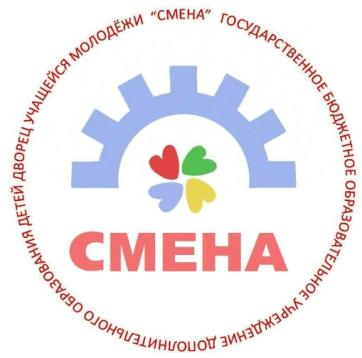 ГОСУДАРСТВЕННОЕ БЮДЖЕТНОЕ ОБРАЗОВАТЕЛЬНОЕ УЧРЕЖДЕНИЕ ДОПОЛНИТЕЛЬНОГО ОБРАЗОВАНИЯ ДЕТЕЙ ДВОРЕЦ УЧАЩЕЙСЯ МОЛОДЁЖИ "СМЕНА"
СМЕНА